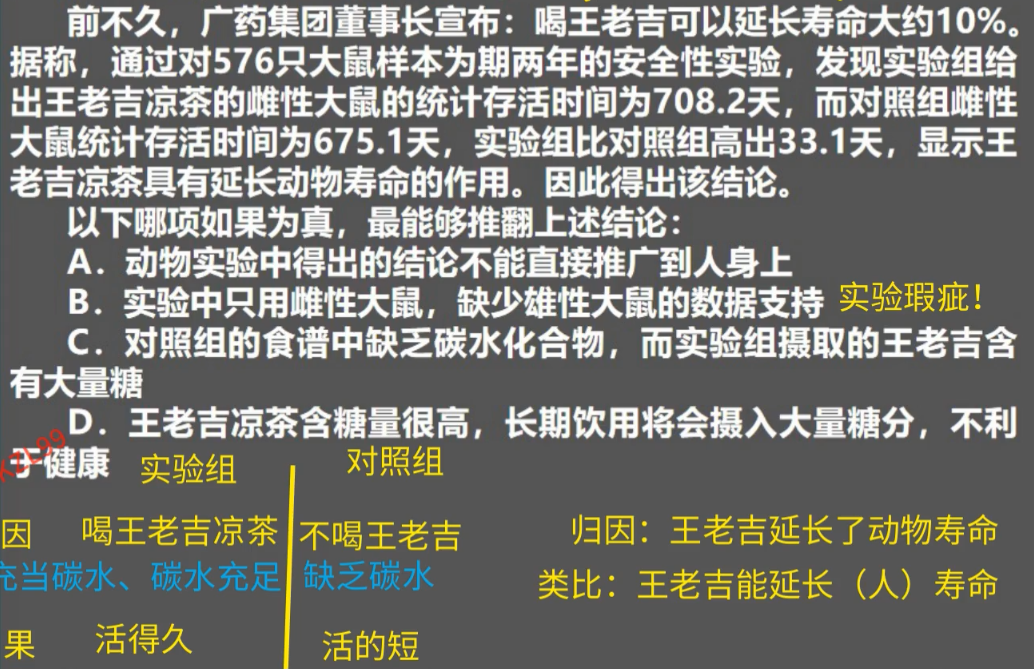 前不久，广药集团董事长宣布：喝王老吉可以延长寿命大约10%。
据称，通过对576只大鼠样本为期两年的安全性实验，发现实验组给
出王老吉凉茶的雌性大鼠的统计存活时间为708.2天，而对照组雌性
大鼠统计存活时间为675.1天，实验组比对照组高出33.1天，显示王
老吉凉茶具有延长动物寿命的作用。因此得出该结论。
以下哪项如果为真，最能够推翻上述结论：
A．动物实验中得出的结论不能直接推广到人身上
B．实验中只用雌性大鼠，缺少雄性大鼠的数据支持 实验瑕疵！
C．对照组的食谱中缺乏碳水化合物，而实验组摄取的王老吉含
有大量糖
D．王老吉凉茶含糖量很高，长期饮用将会摄入大量糖分，不利
于健康 实验组 对照组
因 喝王老吉凉茶 不喝王老吉 归因：王老吉延长了动物寿命
充当碳水、碳水充足 缺乏碳水 类比：王老吉能延长（人）寿命
果 活得久 活的短